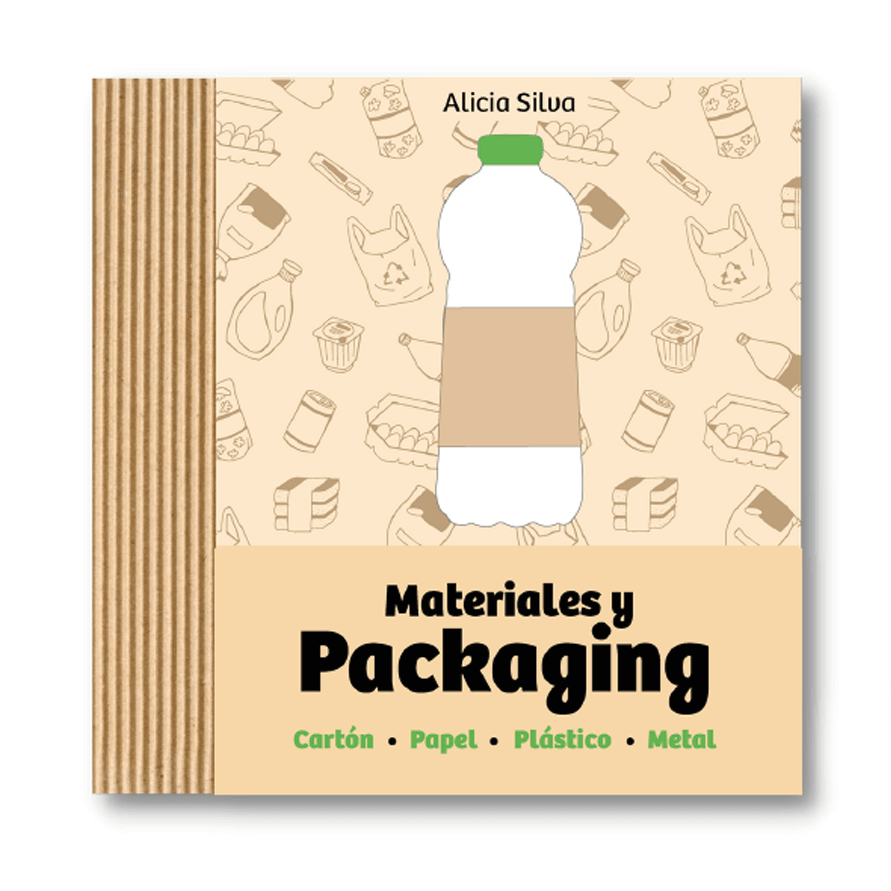 Alicia Silva
Materiales y
Packaging
Cartón • Papel • Plástico • Metal